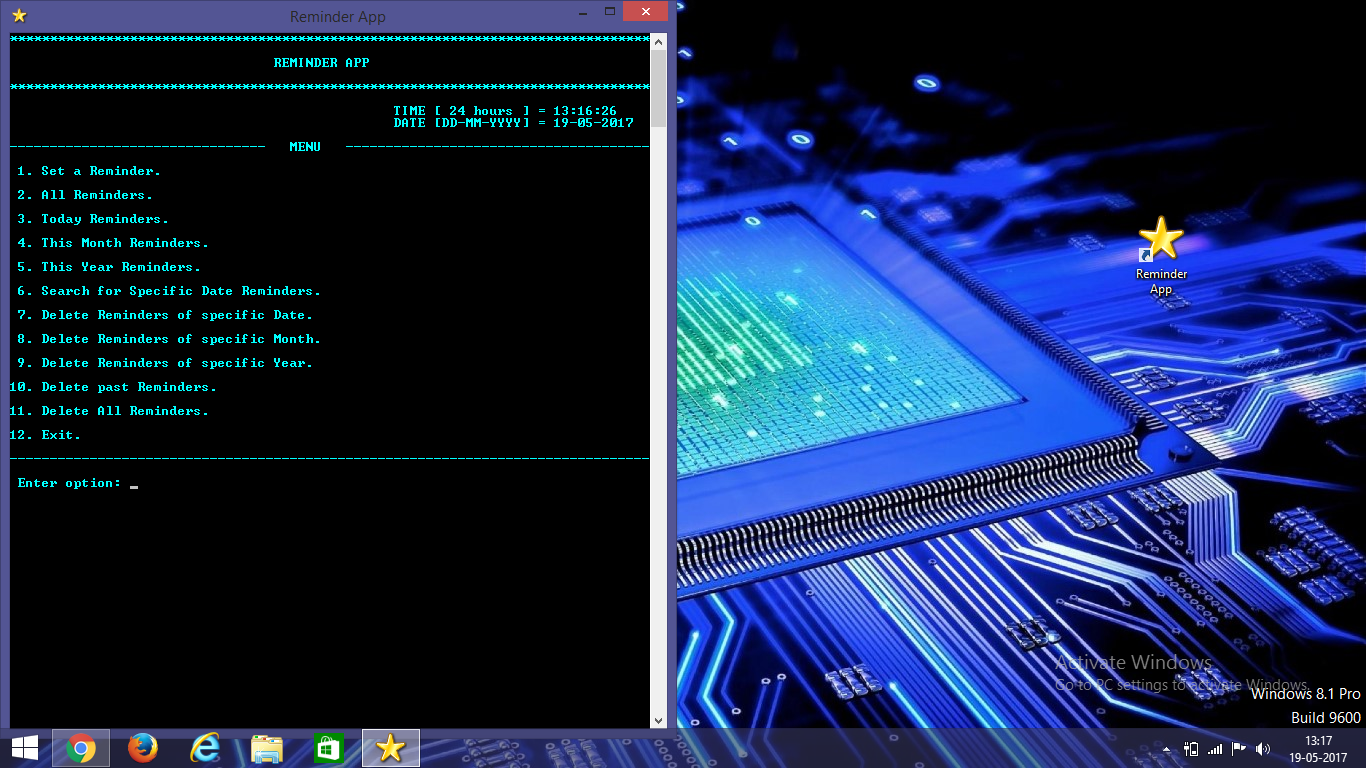 Reminder App
REMINDER APP
TIME [ 24 hours ] = 13:16:26
DATE [DD-MM-YYYY] = 19-05-2017
MENU
1. Set a Reminder.
2. All Reminders.
3. Today Reminders.
4. This Month Reminders.
5. This Year Reminders.
6. Search for Specific Date Reminders.
7. Delete Reminders of specific Date.
8. Delete Reminders of specific Month.
9. Delete Reminders of specific Year.
10. Delete past Reminders.
11. Delete All Reminders.
12. Exit.
Enter option: _
Reminder
App
Activate Windows
Go to PC settings to activate Windows.
Windows 8.1 Pro
Build 9600
13:17
19-05-2017